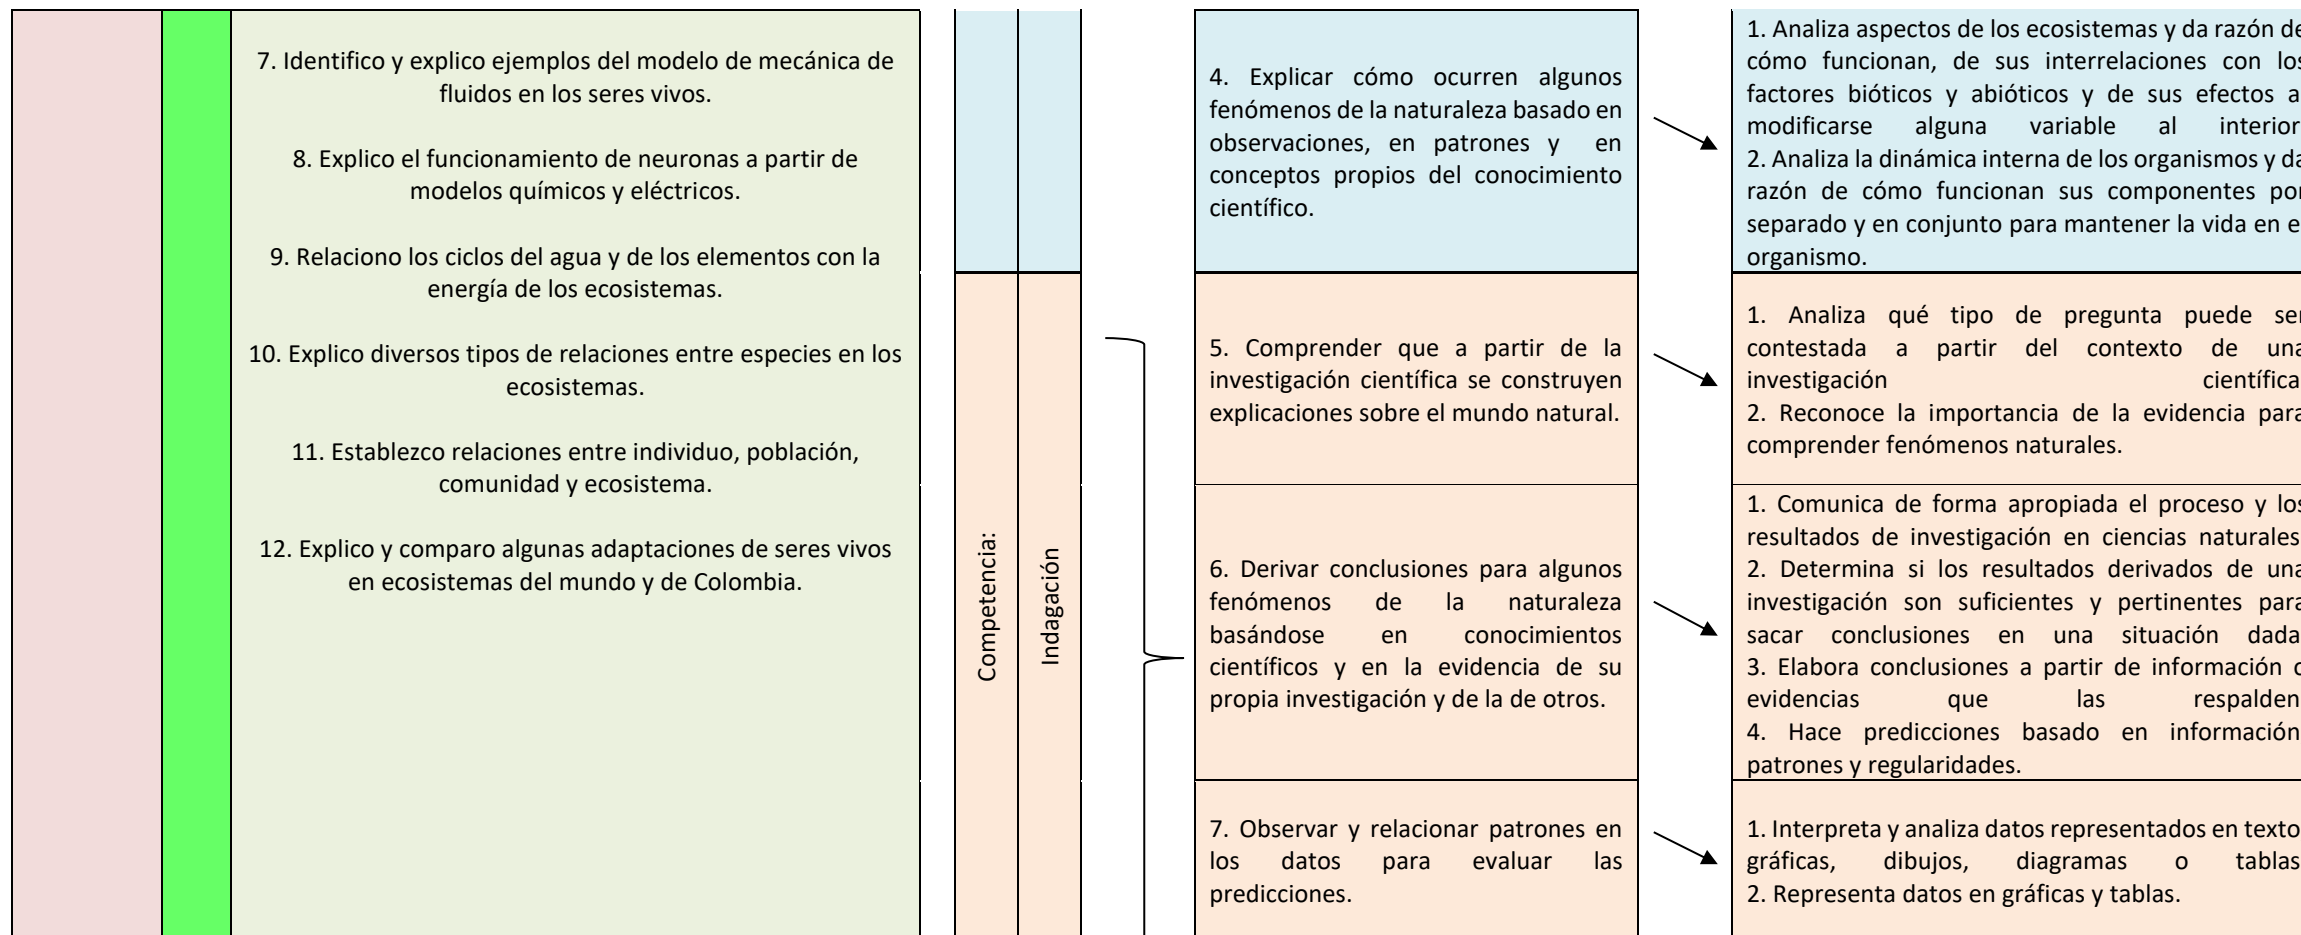 7. Identifico y explico ejemplos del modelo de mecánica de
fluidos en los seres vivos.
8. Explico el funcionamiento de neuronas a partir de
modelos químicos y eléctricos.
9. Relaciono los ciclos del agua y de los elementos con la
energía de los ecosistemas.
10. Explico diversos tipos de relaciones entre especies en los
ecosistemas.
11. Establezco relaciones entre individuo, población,
comunidad y ecosistema.
12. Explico y comparo algunas adaptaciones de seres vivos
en ecosistemas del mundo y de Colombia.
Competencia:
Indagación
4. Explicar cómo ocurren algunos
fenómenos de la naturaleza basado en
observaciones, en patrones y en
conceptos propios del conocimiento
científico.
5. Comprender que a partir de la
investigación científica se construyen
explicaciones sobre el mundo natural.
6. Derivar conclusiones para algunos
fenómenos de la naturaleza
basándose en conocimientos
científicos y en la evidencia de su
propia investigación y de la de otros.
7. Observar y relacionar patrones en
los datos para evaluar las
predicciones.
1. Analiza aspectos de los ecosistemas y da razón de
cómo funcionan, de sus interrelaciones con los
factores bióticos y abióticos y de sus efectos a
modificarse alguna variable al interior
2. Analiza la dinámica interna de los organismos y da
razón de cómo funcionan sus componentes por
separado y en conjunto para mantener la vida en e
organismo.
1. Analiza qué tipo de pregunta puede ser
contestada a partir del contexto de una
investigación científica
2. Reconoce la importancia de la evidencia para
comprender fenómenos naturales.
1. Comunica de forma apropiada el proceso y los
resultados de investigación en ciencias naturales
2. Determina si los resultados derivados de una
investigación son suficientes y pertinentes para
sacar conclusiones en una situación dada
3. Elabora conclusiones a partir de información o
evidencias que las respalden
4. Hace predicciones basado en información
patrones y regularidades.
1. Interpreta y analiza datos representados en texto
gráficas, dibujos, diagramas o tablas
2. Representa datos en gráficas y tablas.